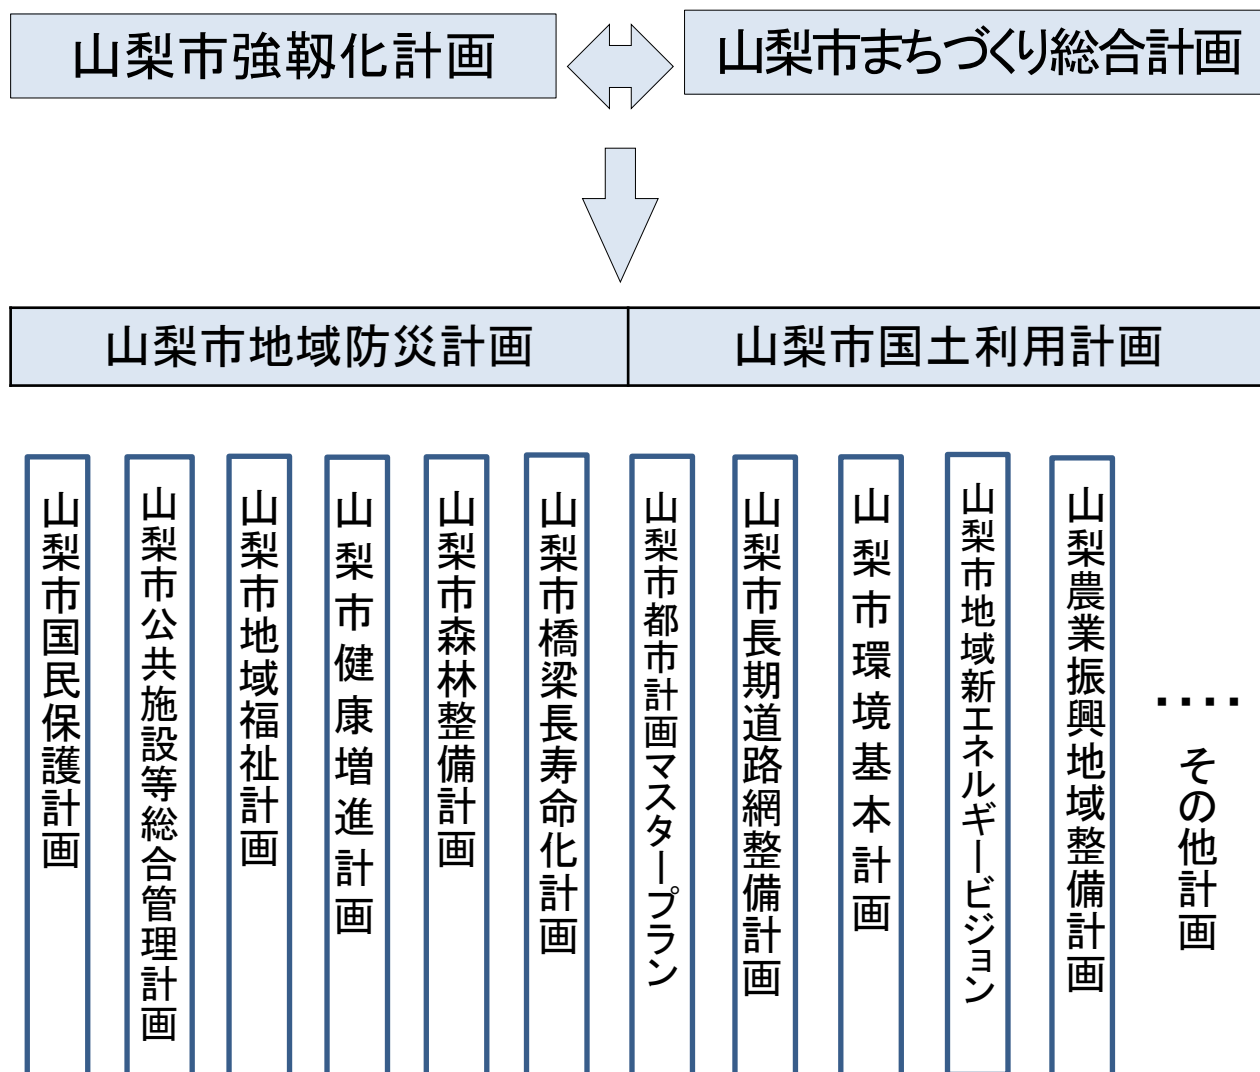 山梨市強靱化計画
山梨市まちづくり総合計画
山梨市地域防災計画
山梨市国土利用計画
山梨市国民保護計画
山梨市公共施設等総合管理計画
山梨市地域福祉計画
山梨市健康増進計画
山梨市森林整備計画
山梨市橋梁長寿命化計画
山梨市都市計画マスタープラン
山梨市長期道路網整備計画
山梨市環境基本計画
山梨市地域新エネルギービジョン
山梨農業振興地域整備計画
‥‥
その他計画